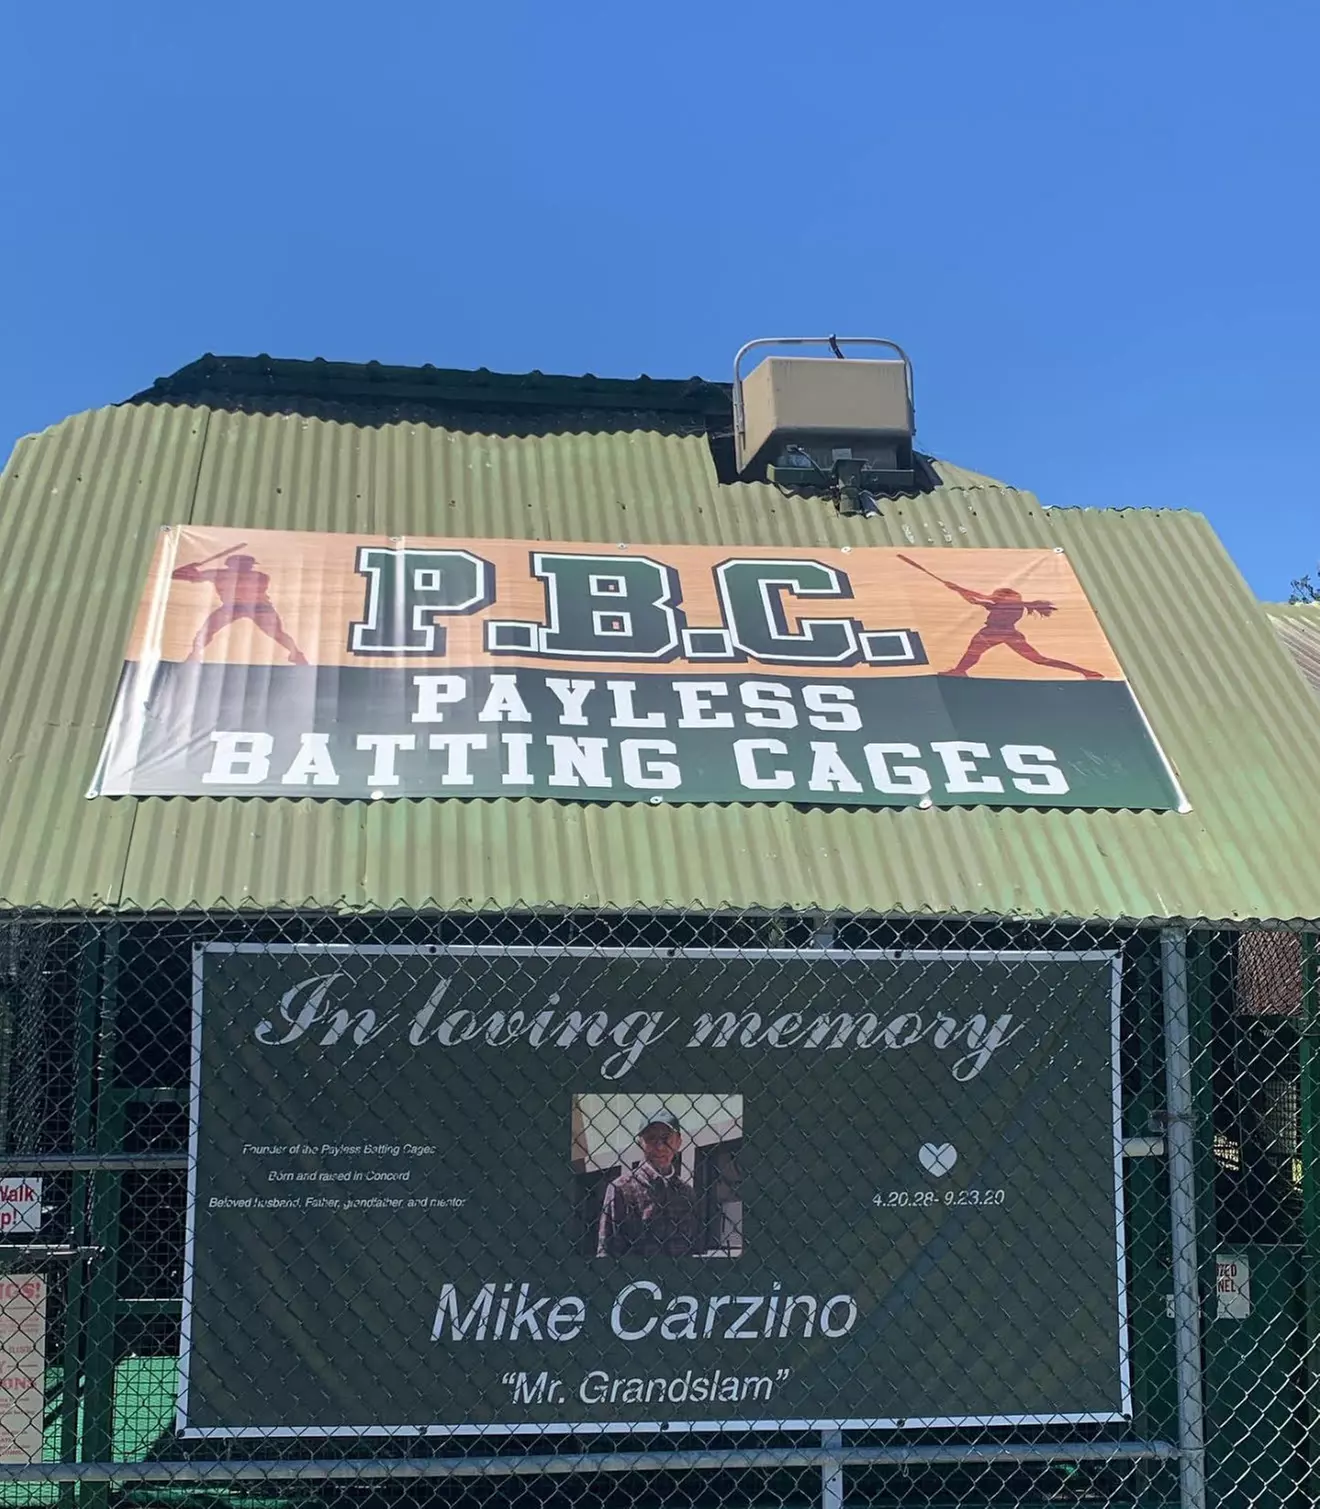 P.B.C.
PAYLESS
BATTING CAGES
In loving memory
Founder of the Payless Batting Cages
Born and raised in Concord
Beloved husband, Father, grandfather, and mentor
4.20.28- 9.23.20
Mike Carzino
“Mr. Grandslam”
Walk